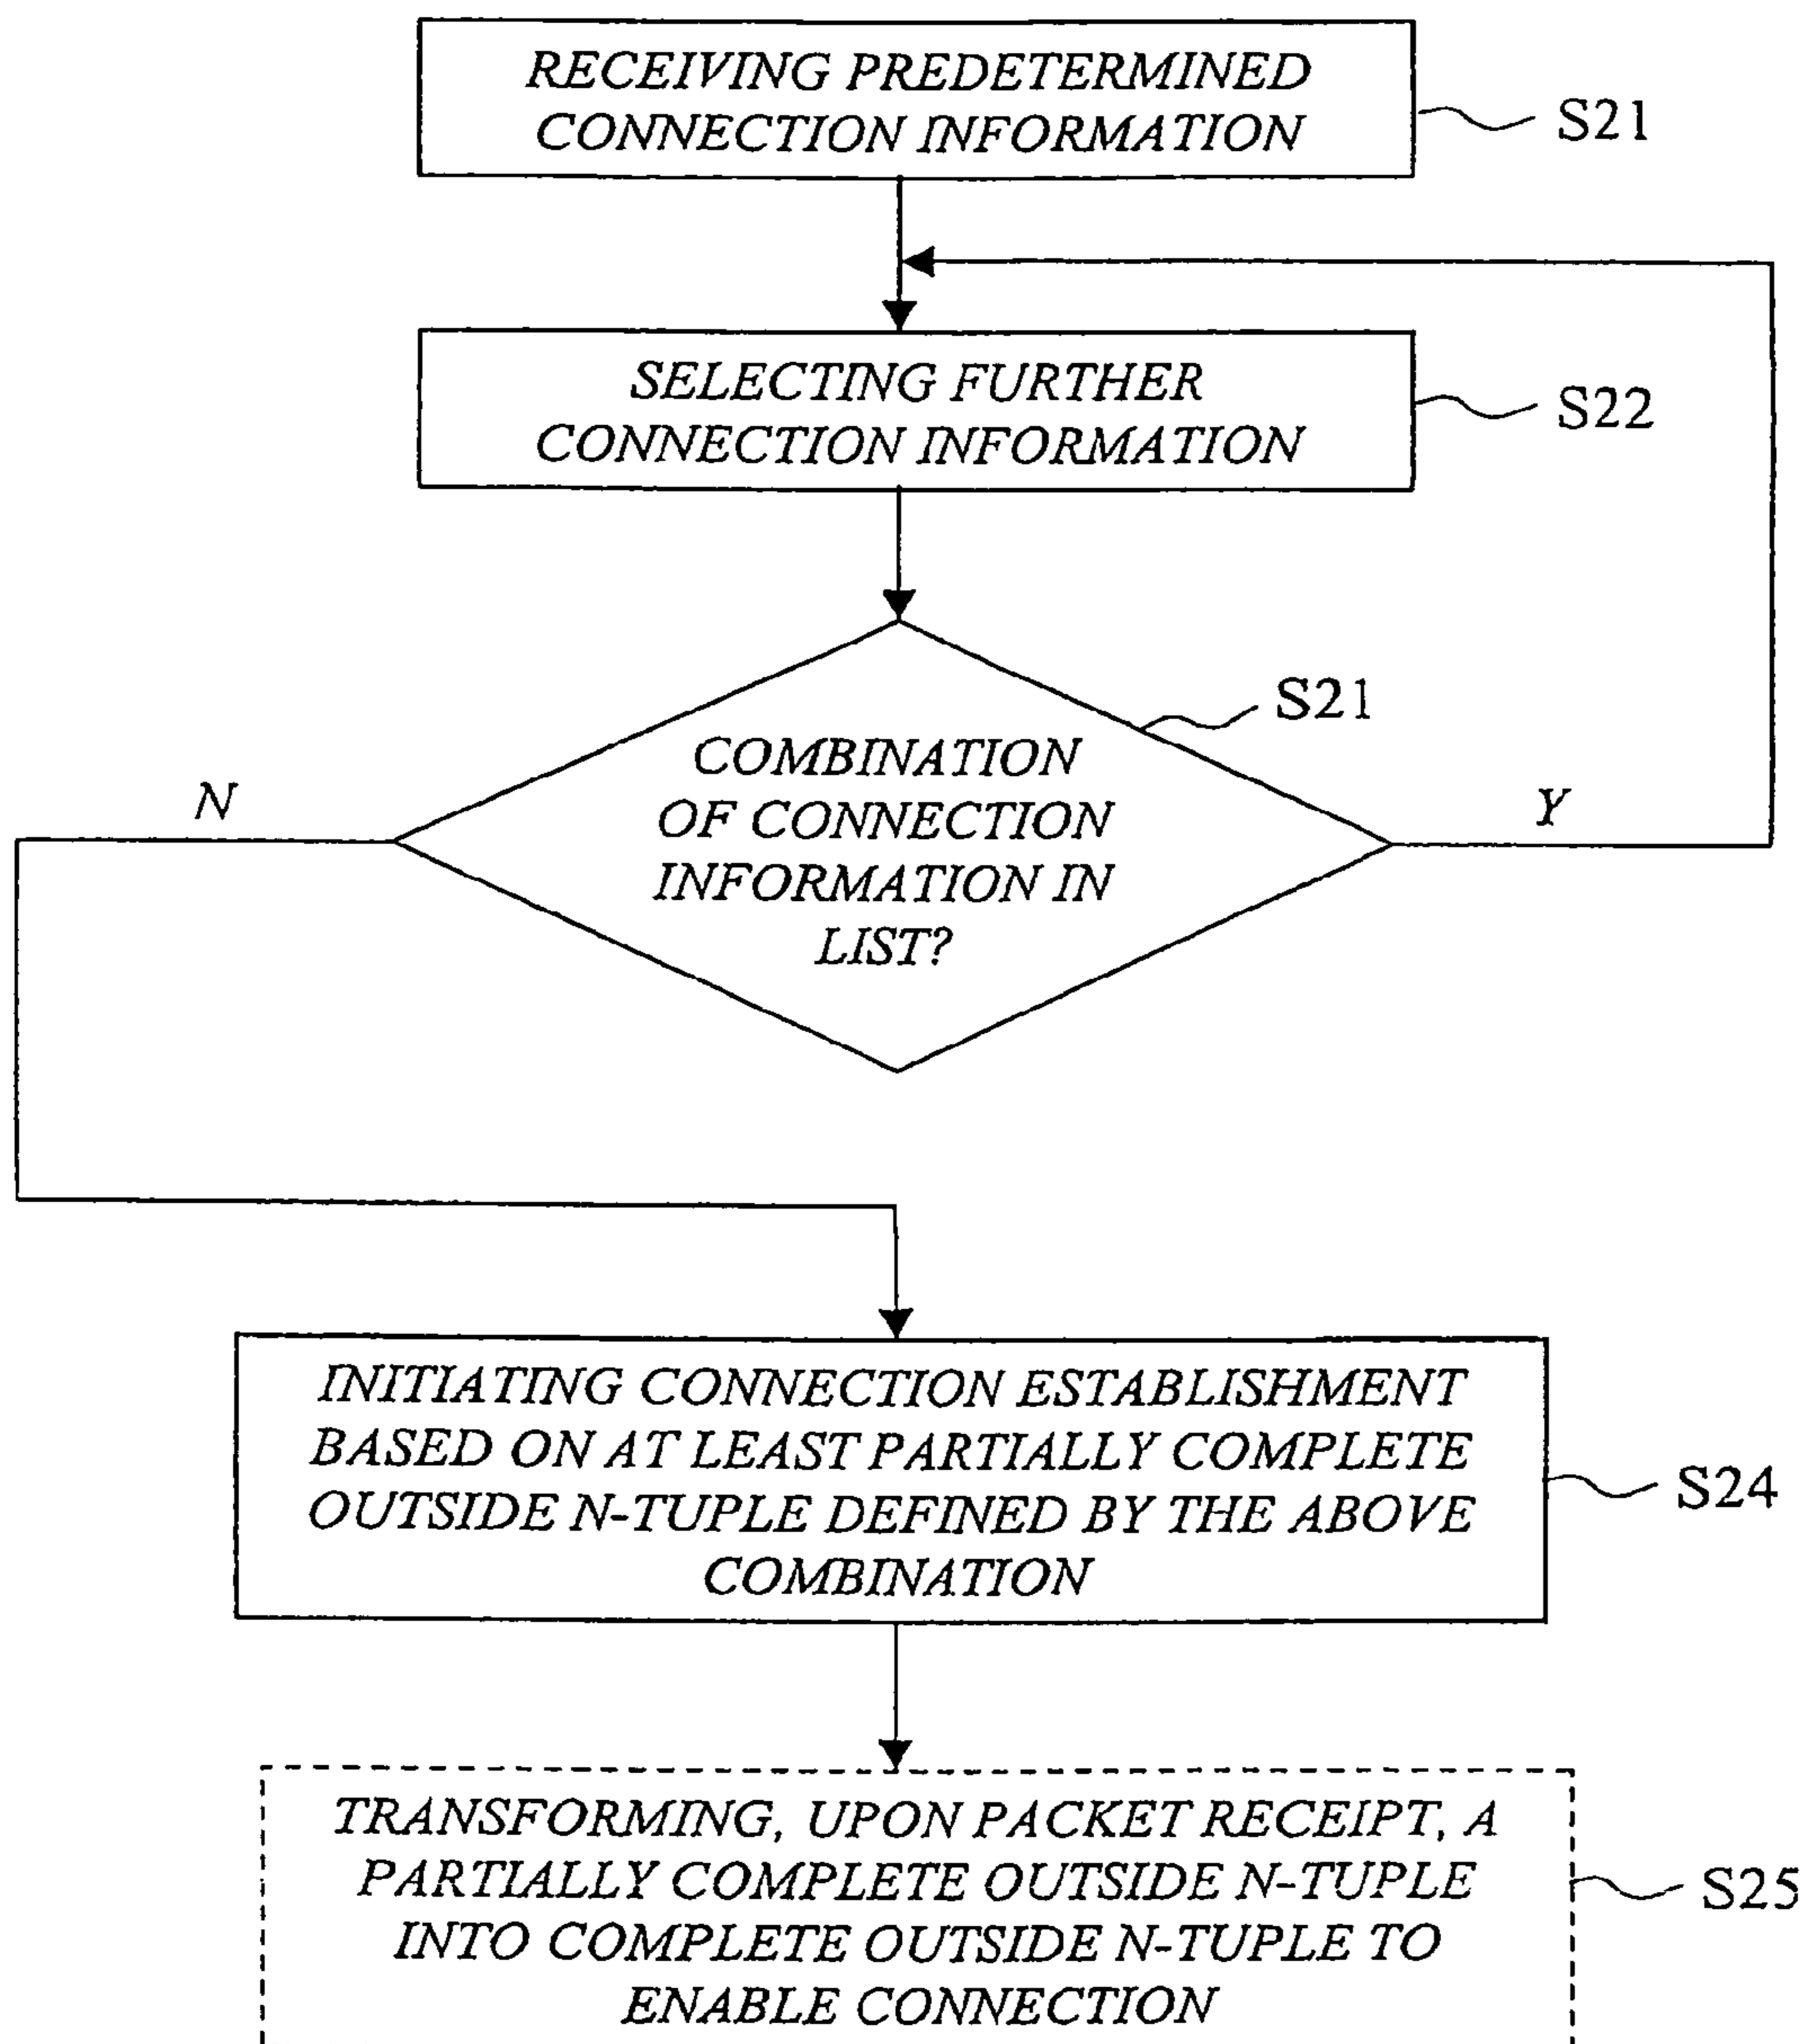 RECEIVING PREDETERMINED
CONNECTION INFORMATION
S21
SELECTING FURTHER
CONNECTION INFORMATION
S22
S21
COMBINATION
OF CONNECTION
INFORMATION IN
LIST?
N
Y
INITIATING CONNECTION ESTABLISHMENT
BASED ON AT LEAST PARTIALLY COMPLETE
OUTSIDE N-TUPLE DEFINED BY THE ABOVE
COMBINATION
S24
TRANSFORMING, UPON PACKET RECEIPT, A
PARTIALLY COMPLETE OUTSIDE N-TUPLE
INTO COMPLETE OUTSIDE N-TUPLE TO
ENABLE CONNECTION
S25